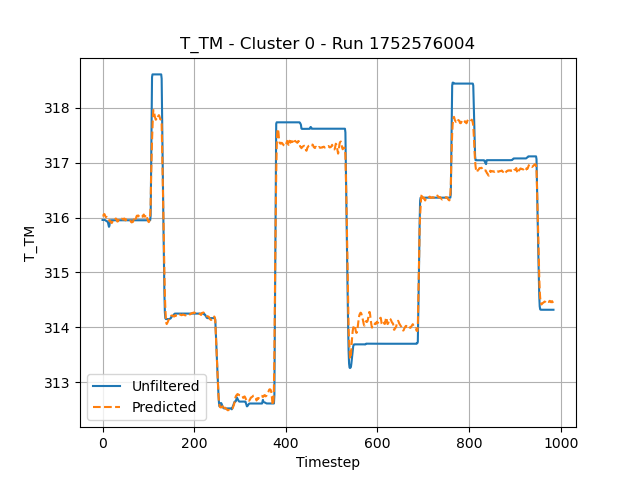 T_TM - Cluster 0 - Run 1752576004
318
317
316
315
314
313
T_TM
Unfiltered
Predicted
0
200
400
600
800
1000
Timestep